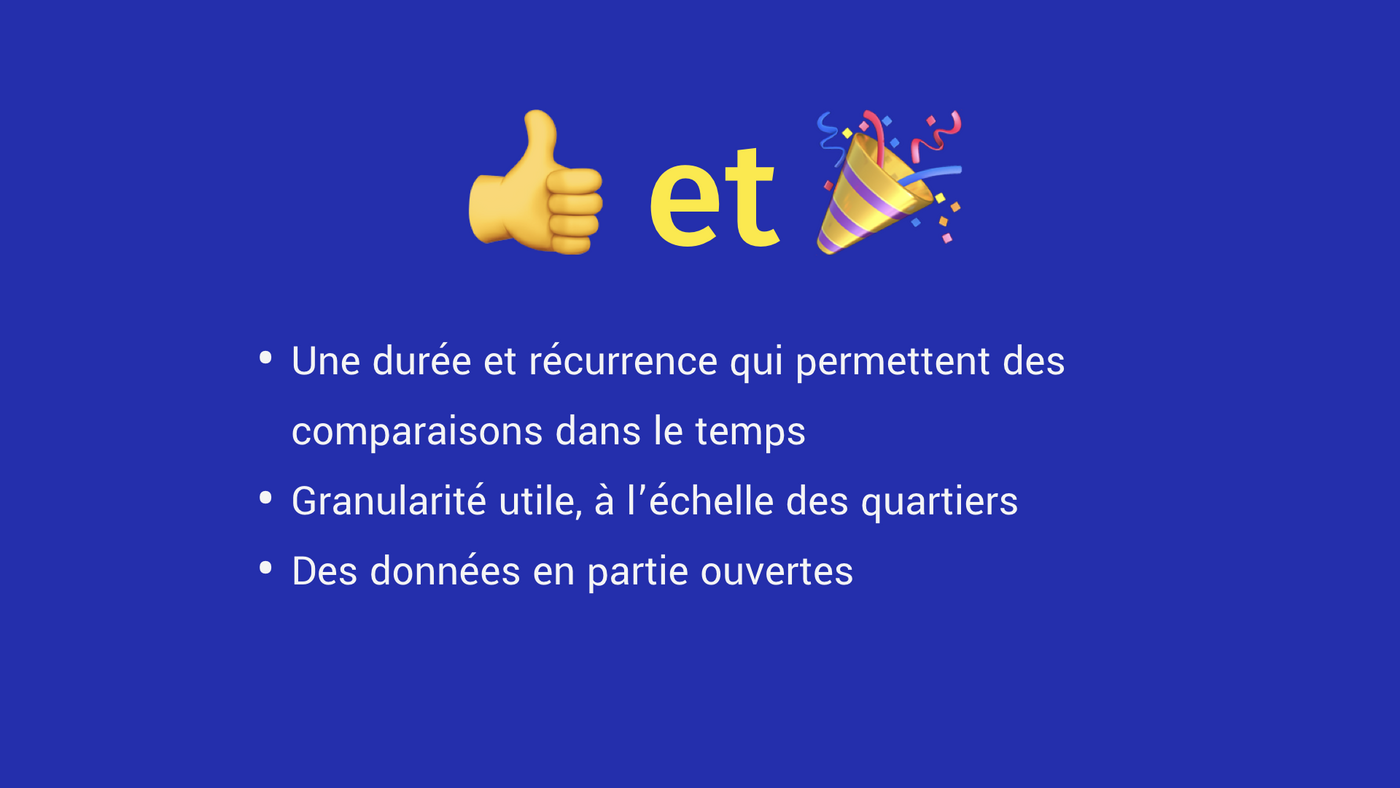 👍 et 🎉
• Une durée et récurrence qui permettent des
comparaisons dans le temps
• Granularité utile, à l’échelle des quartiers
• Des données en partie ouvertes